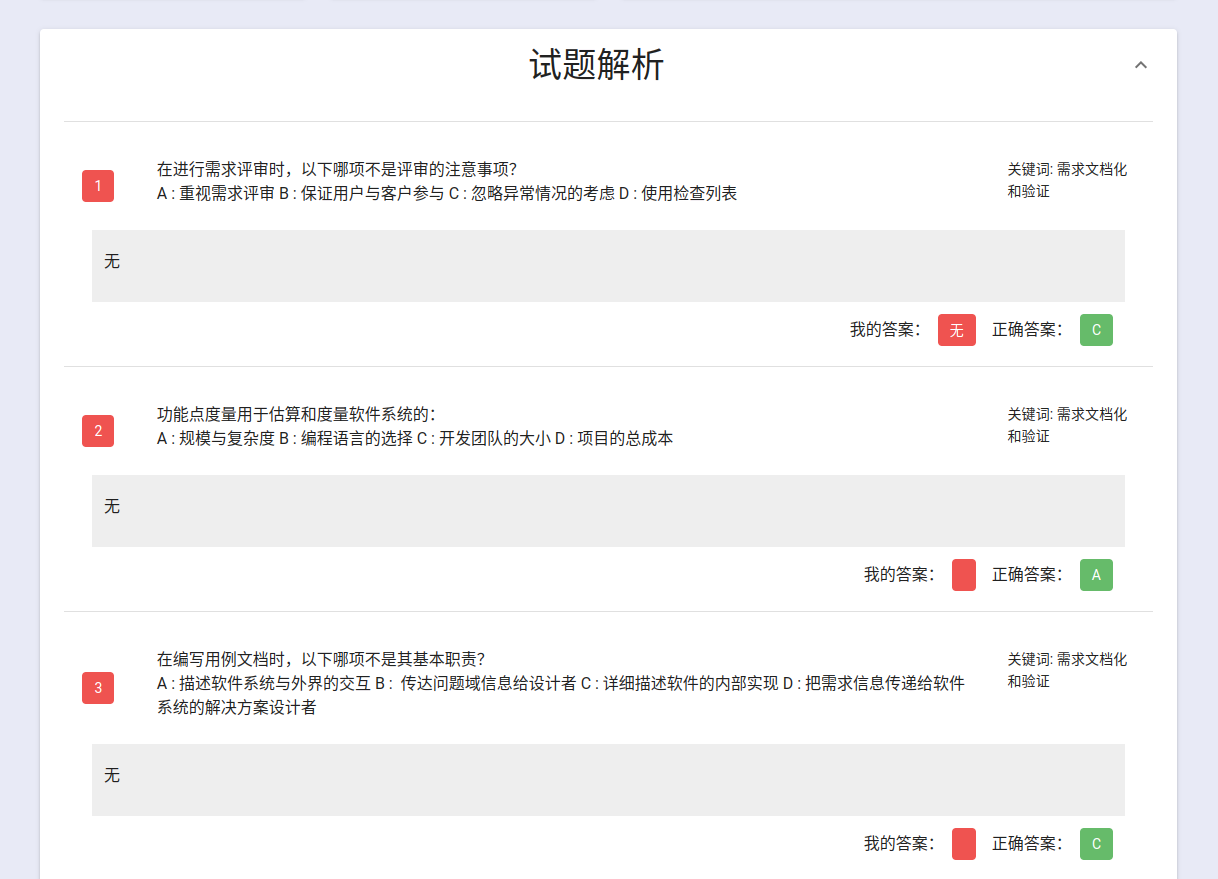 试题解析
1
在进行需求评审时，以下哪项不是评审的注意事项？
A : 重视需求评审 B : 保证用户与客户参与 C : 忽略异常情况的考虑 D : 使用检查列表
关键词: 需求文档化
和验证
无
我的答案： 无 正确答案： C
2
功能点度量用于估算和度量软件系统的：
A : 规模与复杂度 B : 编程语言的选择 C : 开发团队的大小 D : 项目的总成本
关键词: 需求文档化
和验证
无
我的答案： 正确答案： A
3
在编写用例文档时，以下哪项不是其基本职责？
A : 描述软件系统与外界的交互 B : 传达问题域信息给设计者 C : 详细描述软件的内部实现 D : 把需求信息传递给软件
系统的解决方案设计者
关键词: 需求文档化
和验证
无
我的答案： 正确答案： C